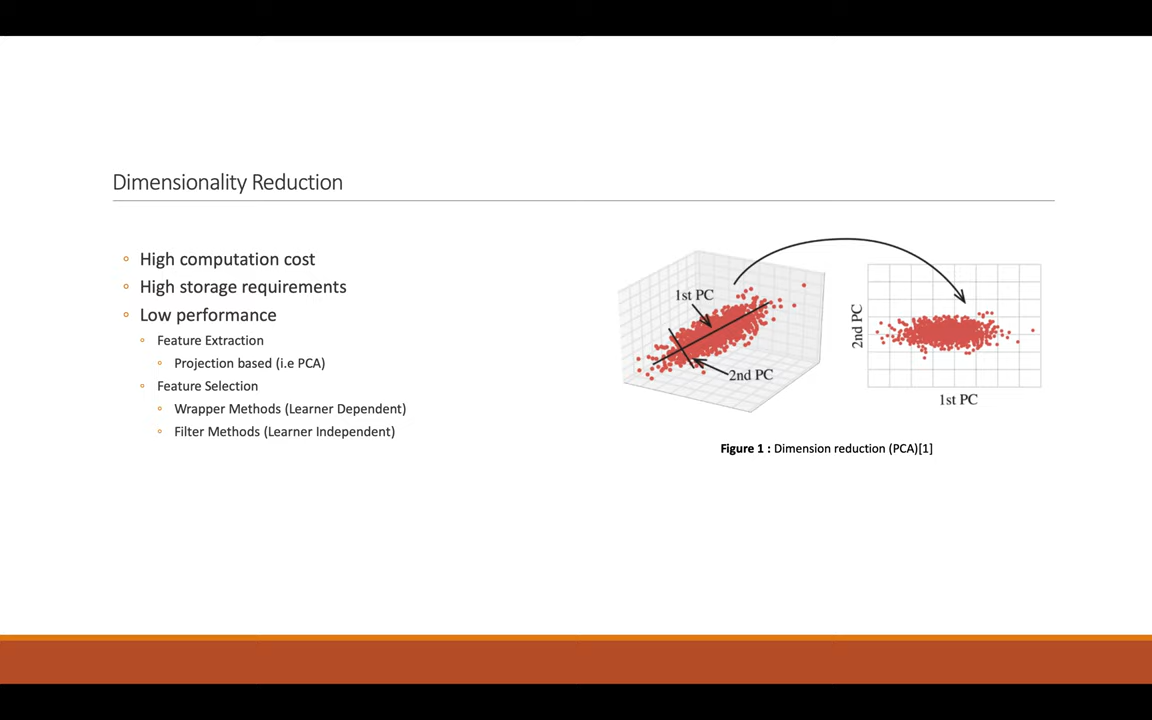 Dimensionality Reduction
High computation cost
High storage requirements
Low performance
Feature Extraction
Projection based (i.e PCA)
Feature Selection
Wrapper Methods (Learner Dependent)
Filter Methods (Learner Independent)
1st PC
2nd PC
2nd PC
1st PC
Figure 1 : Dimension reduction (PCA)[1]